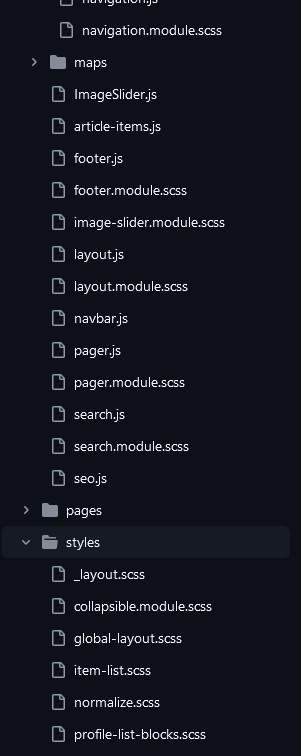 navigation.js
navigation.module.scss
maps
ImageSlider.js
article-items.js
footer.js
footer.module.scss
image-slider.module.scss
layout.js
layout.module.scss
navbar.js
pager.js
pager.module.scss
search.js
search.module.scss
seo.js
pages
styles
_layout.scss
collapsible.module.scss
global-layout.scss
item-list.scss
normalize.scss
profile-list-blocks.scss